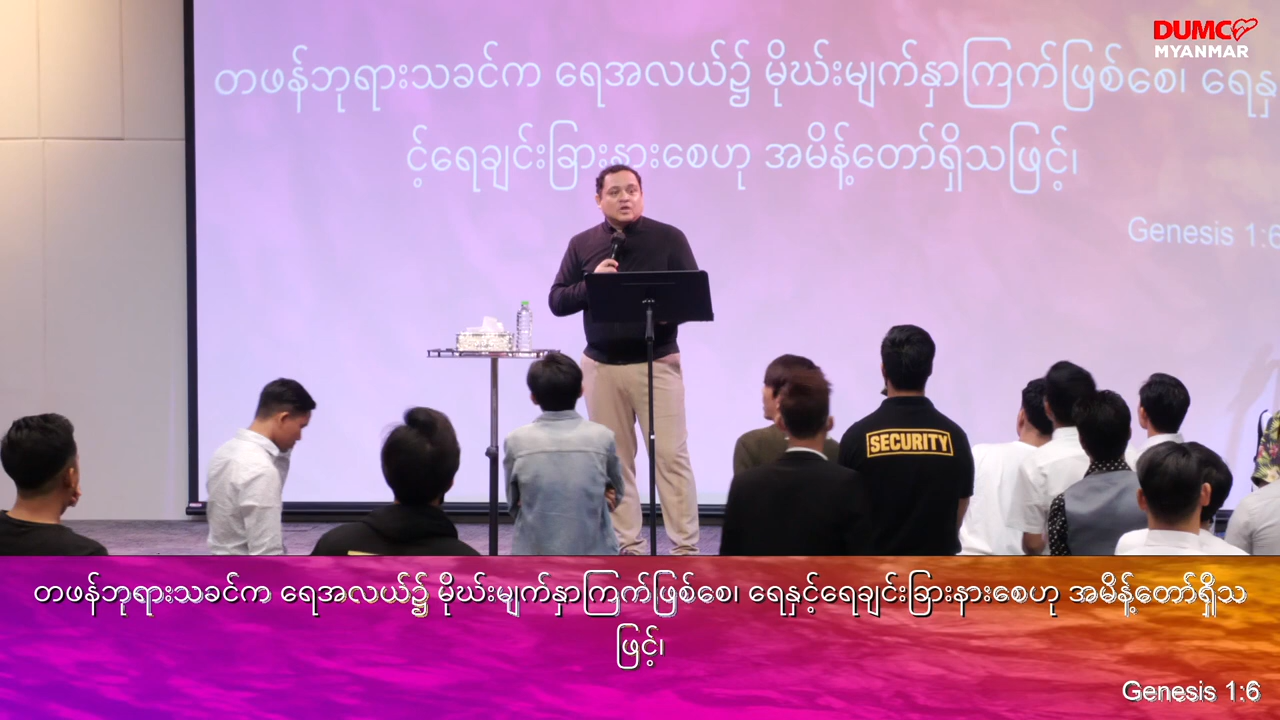 DUMC
MYANMAR
တဖန်ဘုရားသခင်က ရေအလယ်၌ မိုဃ်းမျက်နှာကြက်ဖြစ်စေ၊ ရေနှ
င့်ရေချင်းခြားနားစေဟု အမိန့်တော်ရှိသဖြင့်၊
Genesis 1:6
SECURITY
တဖန်ဘုရားသခင်က ရေအလယ်၌ မိုဃ်းမျက်နှာကြက်ဖြစ်စေ၊ ရေနှင့်ရေချင်းခြားနားစေဟု အမိန့်တော်ရှိသ
ဖြင့်၊
Genesis 1:6